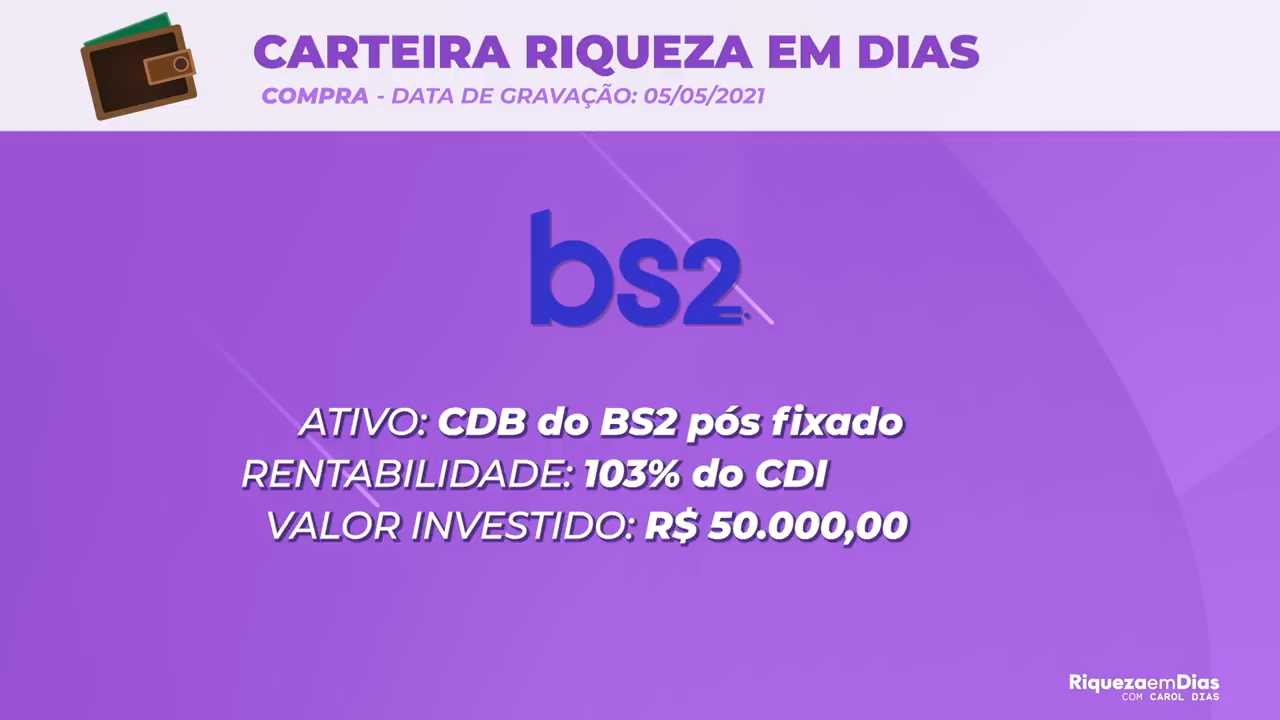 CARTEIRA RIQUEZA EM DIAS
COMPRA - DATA DE GRAVAÇÃO: 05/05/2021
bs2
ATIVO: CDB do BS2 pós fixado
RENTABILIDADE: 103% do CDI
VALOR INVESTIDO: R$ 50.000,00
RiquezaemDias
COM CAROL DIAS